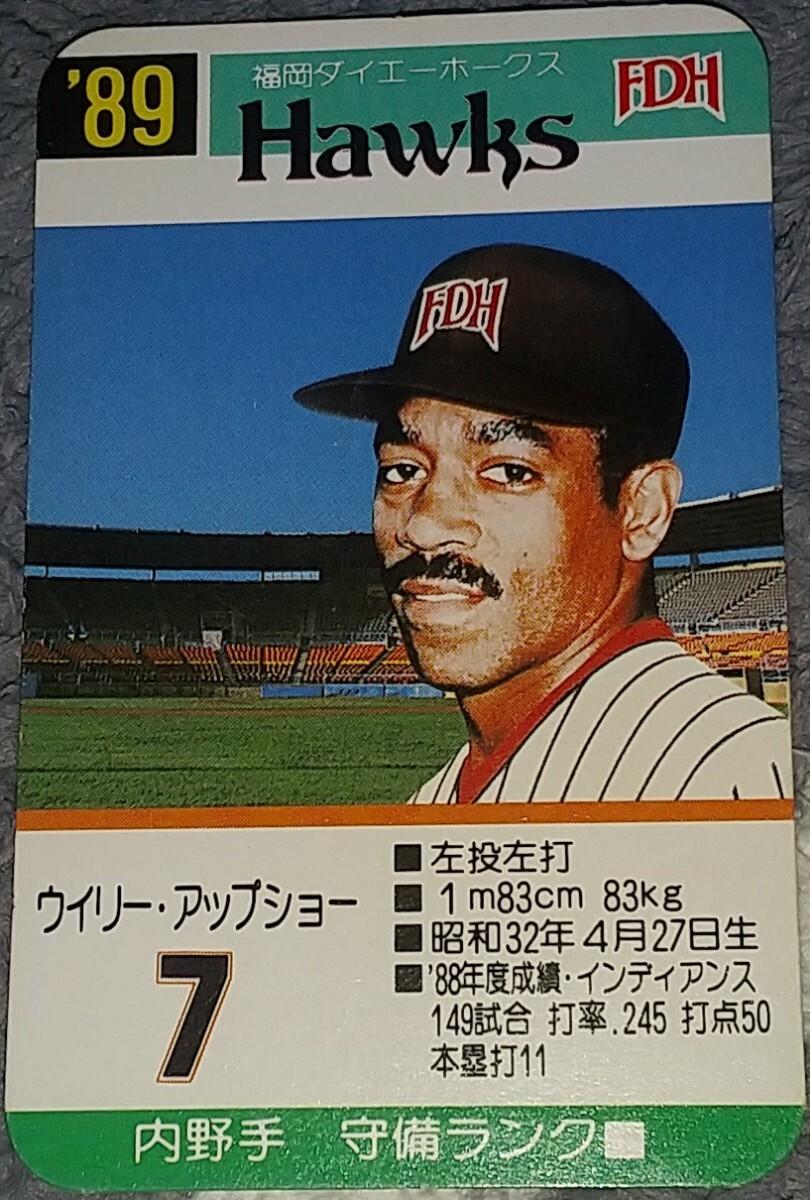 '89
福岡ダイエーホークス
Hawks
FDH
FDH
ウイリー・アップショー
7
■左投左打
■1m83cm 83kg
■昭和32年4月27日生
■'88年度成績・インディアンス
149試合 打率.245 打点50
本塁打11
内野手 守備ランク■